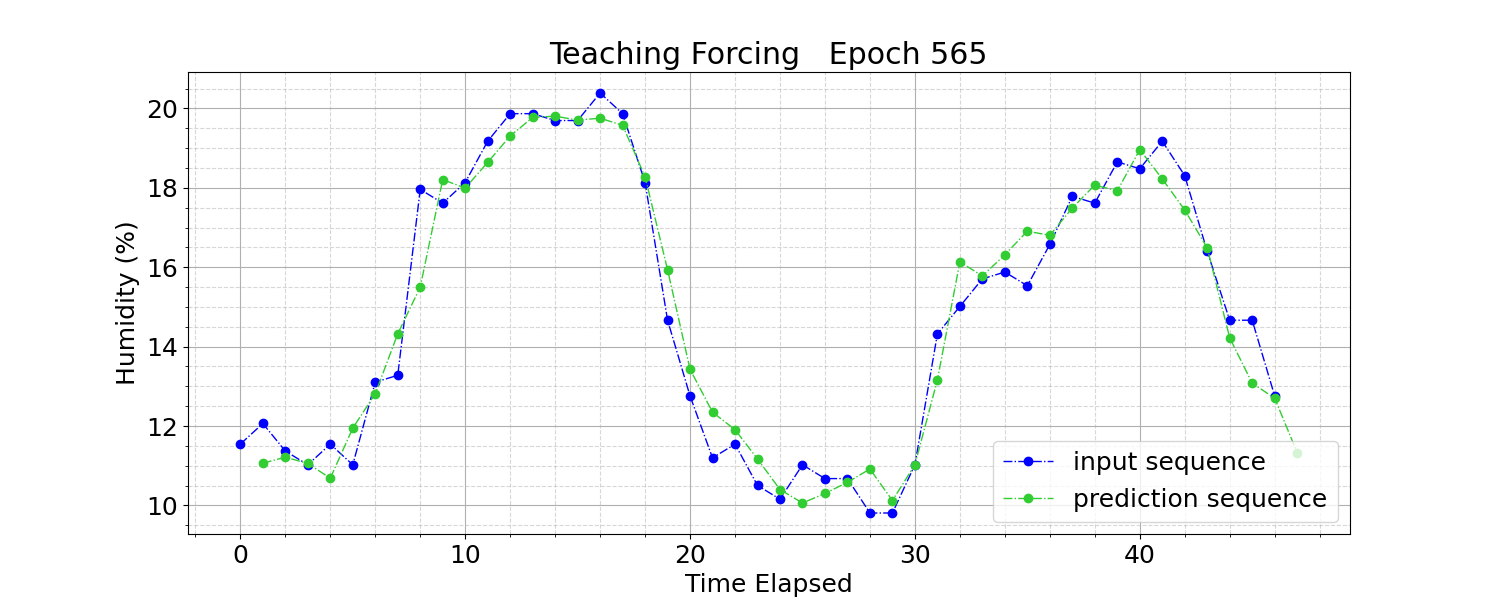 Teaching Forcing   Epoch 565
Humidity (%)
20
18
16
14
12
10
0 10 20 30 40
Time Elapsed
input sequence
prediction sequence